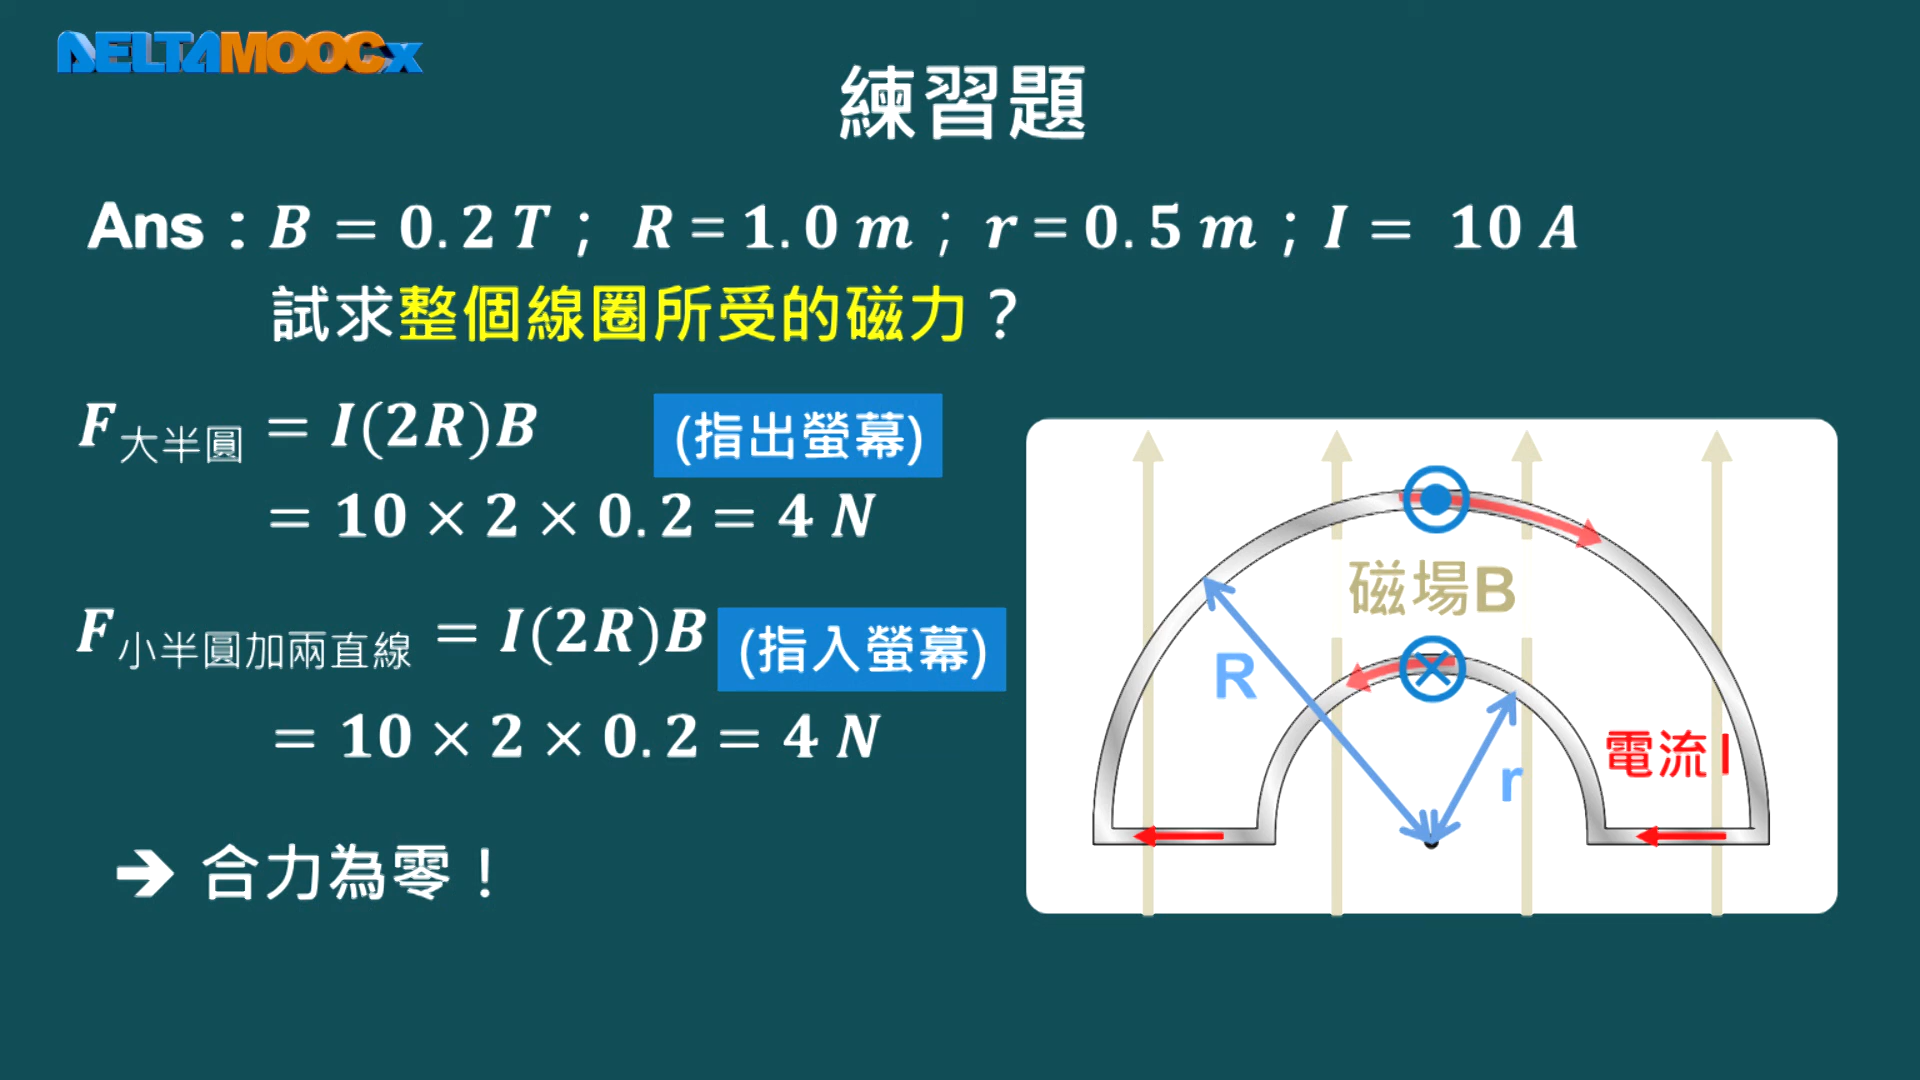 DELTAMOOCx
練習題
Ans：B = 0.2 T； R = 1.0 m； r = 0.5 m；I = 10 A
試求整個線圈所受的磁力？
F大半圓 = I(2R)B (指出螢幕)
= 10 × 2 × 0.2 = 4 N
F小半圓加兩直線 = I(2R)B (指入螢幕)
= 10 × 2 × 0.2 = 4 N
➔ 合力為零！
磁場B
R
r
電流I